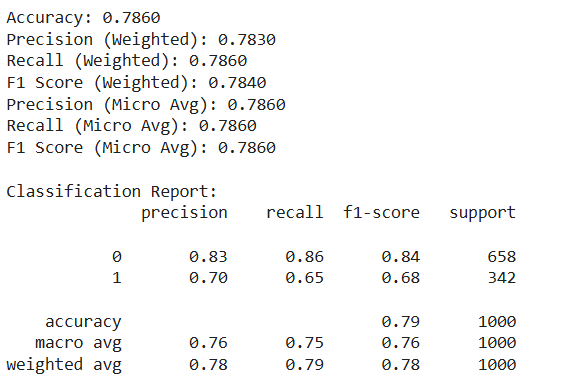 Accuracy: 0.7860
Precision (Weighted): 0.7830
Recall (Weighted): 0.7860
F1 Score (Weighted): 0.7840
Precision (Micro Avg): 0.7860
Recall (Micro Avg): 0.7860
F1 Score (Micro Avg): 0.7860

Classification Report:
              precision    recall  f1-score   support

           0       0.83      0.86      0.84       658
           1       0.70      0.65      0.68       342

    accuracy                           0.79      1000
   macro avg       0.76      0.75      0.76      1000
weighted avg       0.78      0.79      0.78      1000